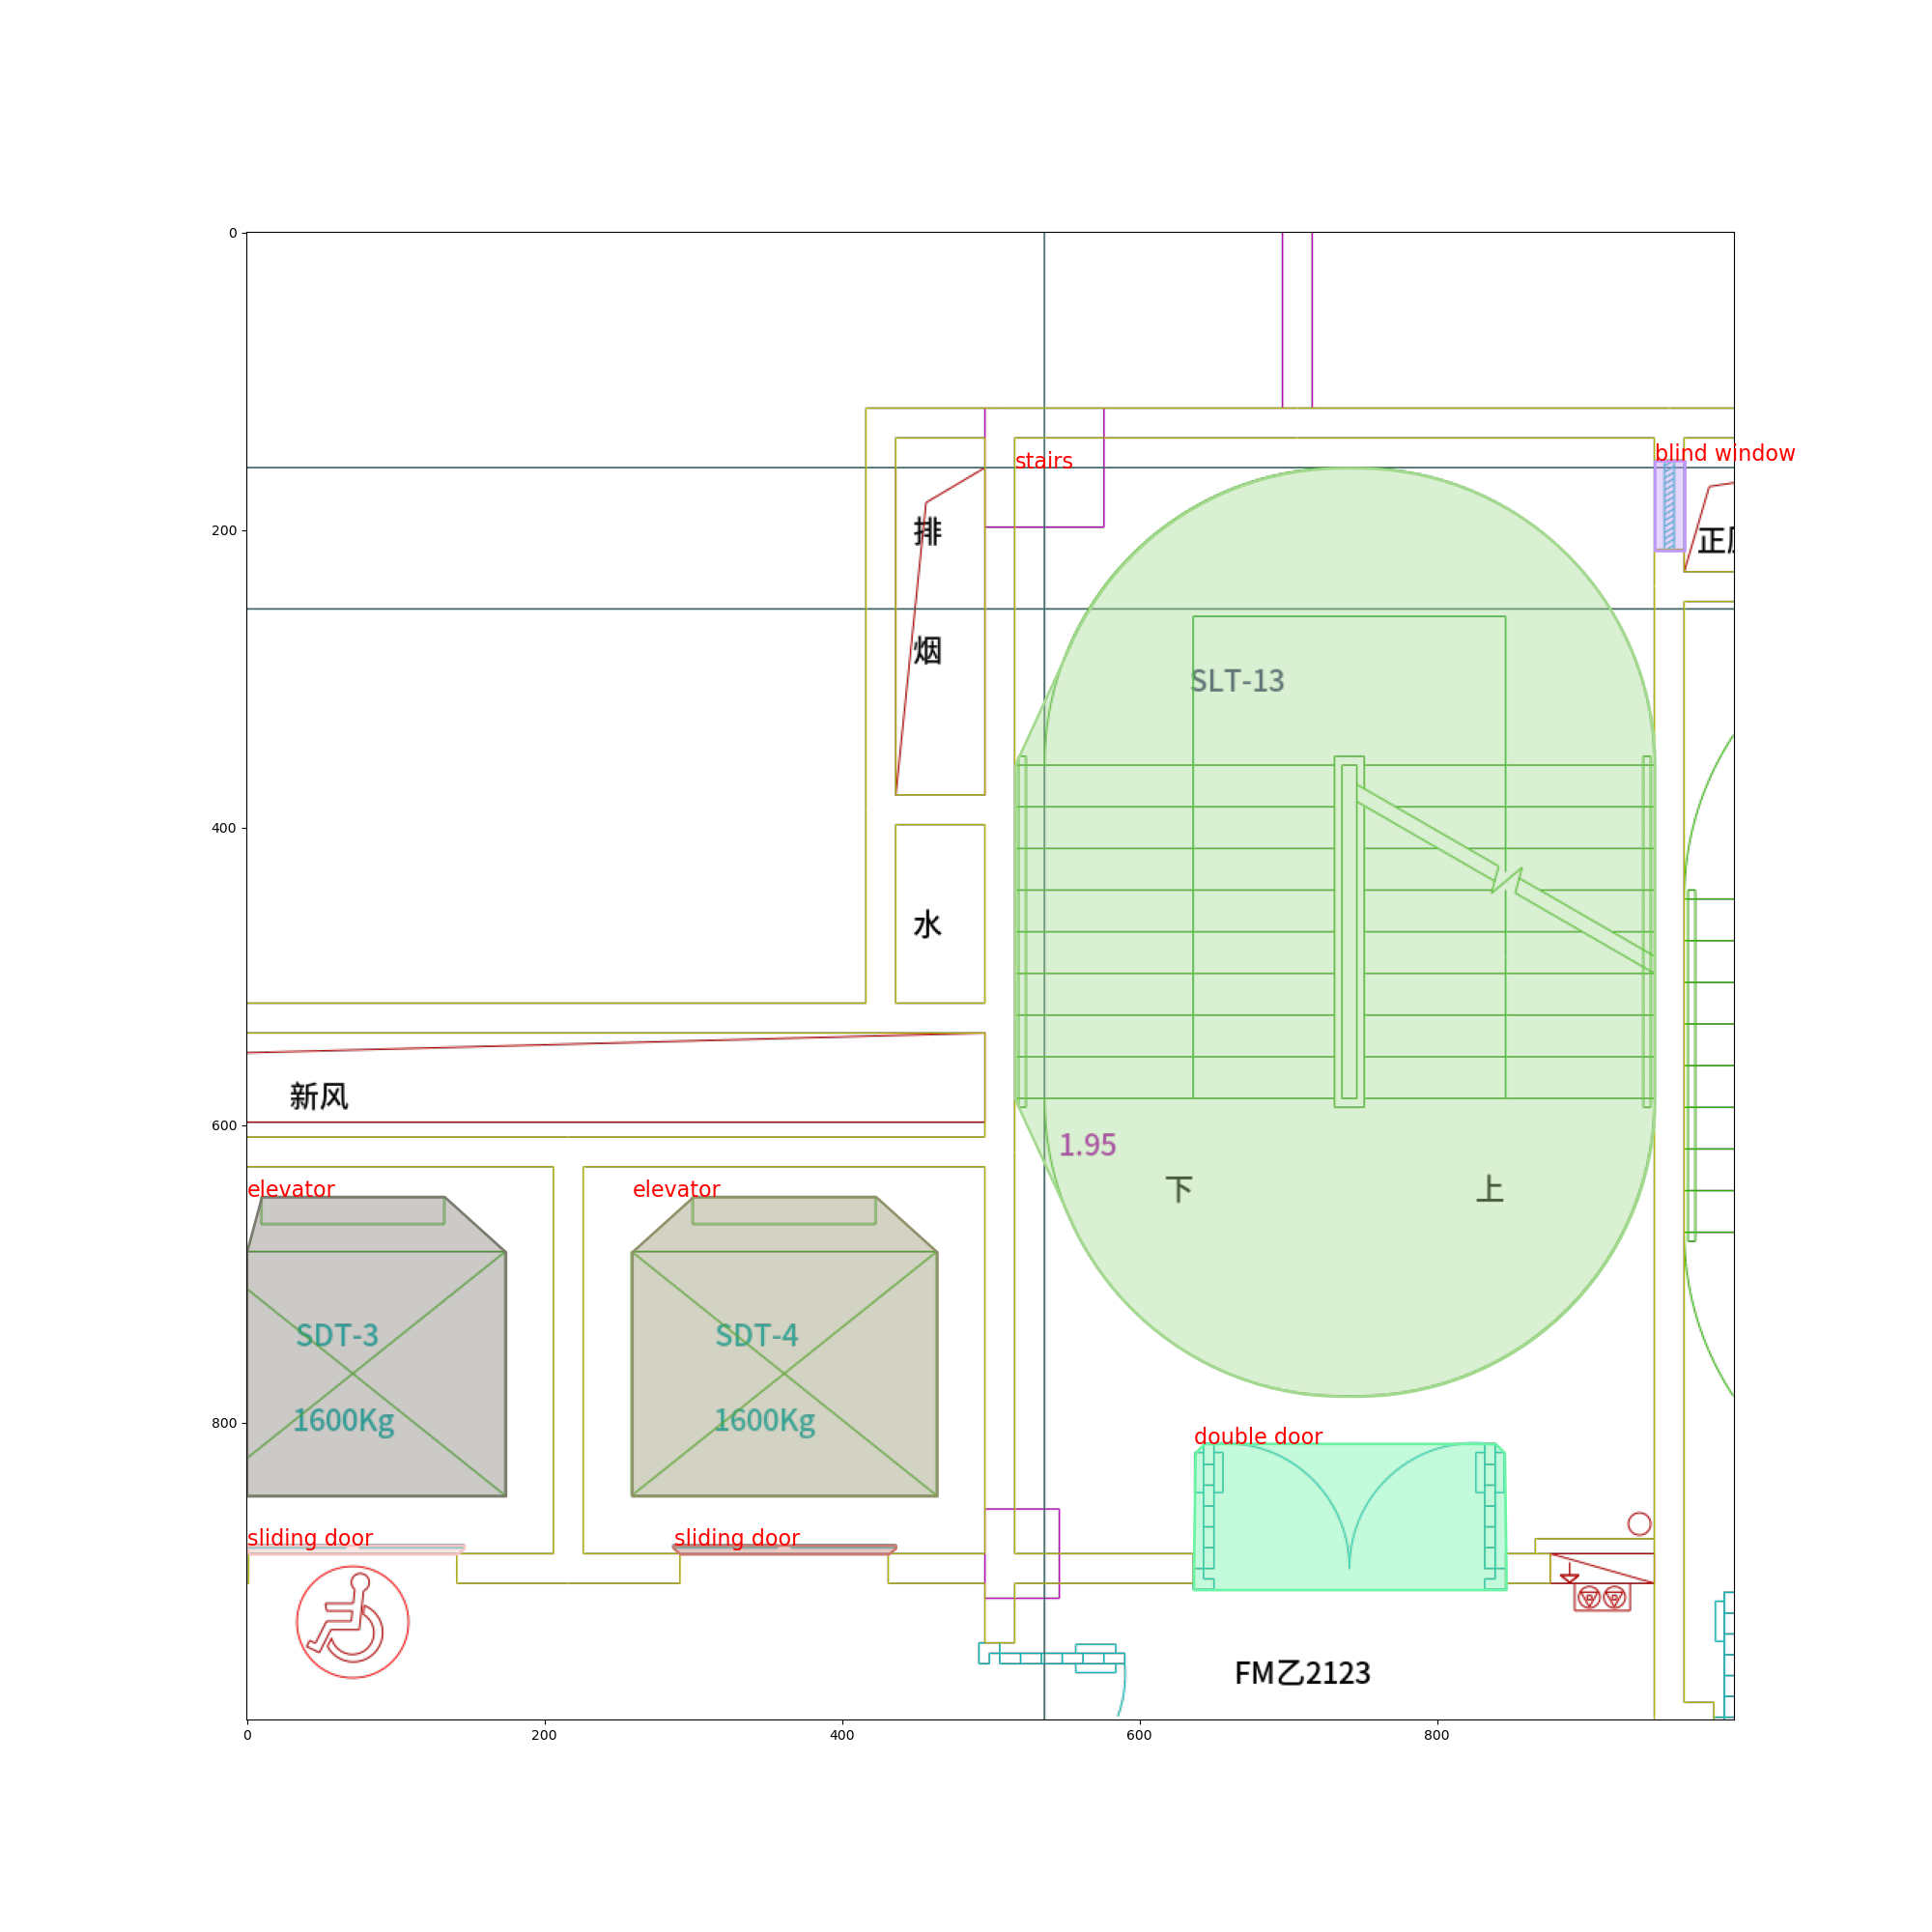 0
200
400
600
800
0
200
400
600
800
stairs
blind window
排
烟
正
SLT-13
水
新风
1.95
下
上
elevator
elevator
SDT-3
1600Kg
SDT-4
1600Kg
double door
sliding door
sliding door
FM乙2123